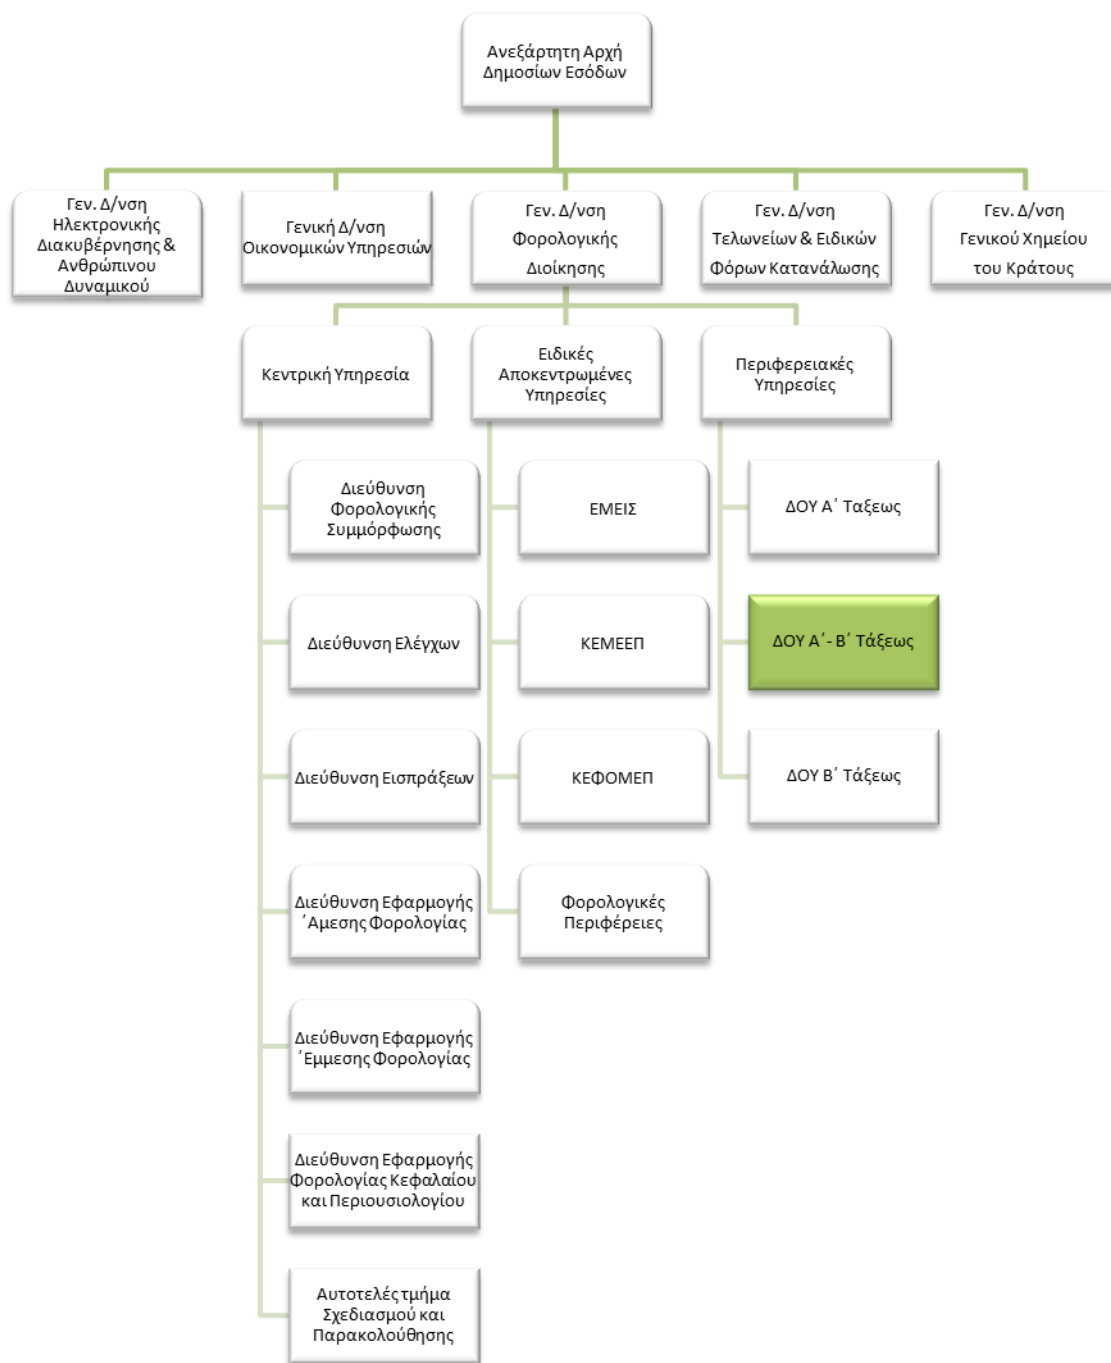 Ανεξάρτητη Αρχή
Δημοσίων Εσόδων
Γεν. Δ/νση
Ηλεκτρονικής
Διακυβέρνησης &
Ανθρώπινου
Δυναμικού
Γενική Δ/νση
Οικονομικών Υπηρεσιών
Γεν. Δ/νση
Φορολογικής
Διοίκησης
Γεν. Δ/νση
Τελωνείων & Ειδικών
Φόρων Κατανάλωσης
Γεν. Δ/νση
Γενικού Χημείου
του Κράτους
Κεντρική Υπηρεσία
Ειδικές
Αποκεντρωμένες
Υπηρεσίες
Περιφερειακές
Υπηρεσίες
Διεύθυνση
Φορολογικής
Συμμόρφωσης
ΕΜΕΙΣ
ΔΟΥ Α΄ Ταξεως
Διεύθυνση Ελέγχων
ΚΕΜΕΕΠ
ΔΟΥ Α΄- Β΄ Τάξεως
Διεύθυνση Εισπράξεων
ΚΕΦΟΜΕΠ
ΔΟΥ Β΄ Τάξεως
Διεύθυνση Εφαρμογής
΄Αμεσης Φορολογίας
Φορολογικές
Περιφέρειες
Διεύθυνση Εφαρμογής
΄Εμμεσης Φορολογίας
Διεύθυνση Εφαρμογής
Φορολογίας Κεφαλαίου
και Περιουσιολογίου
Αυτοτελές τμήμα
Σχεδιασμού και
Παρακολούθησης